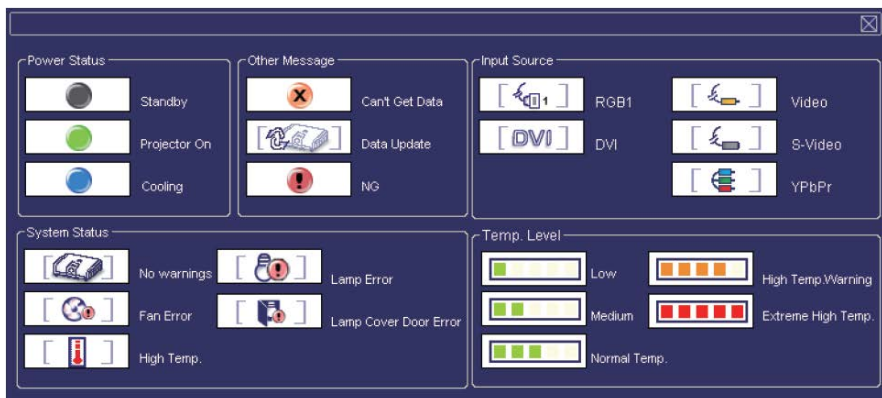 Power Status
Standby
Projector On
Cooling
Other Message
Can't Get Data
Data Update
NG
Input Source
1
RGB1
DVI
DVI
Video
S-Video
YPbPr
System Status
No warnings
Fan Error
High Temp.
Lamp Error
Lamp Cover Door Error
Temp. Level
Low
Medium
Normal Temp.
High Temp.Warning
Extreme High Temp.